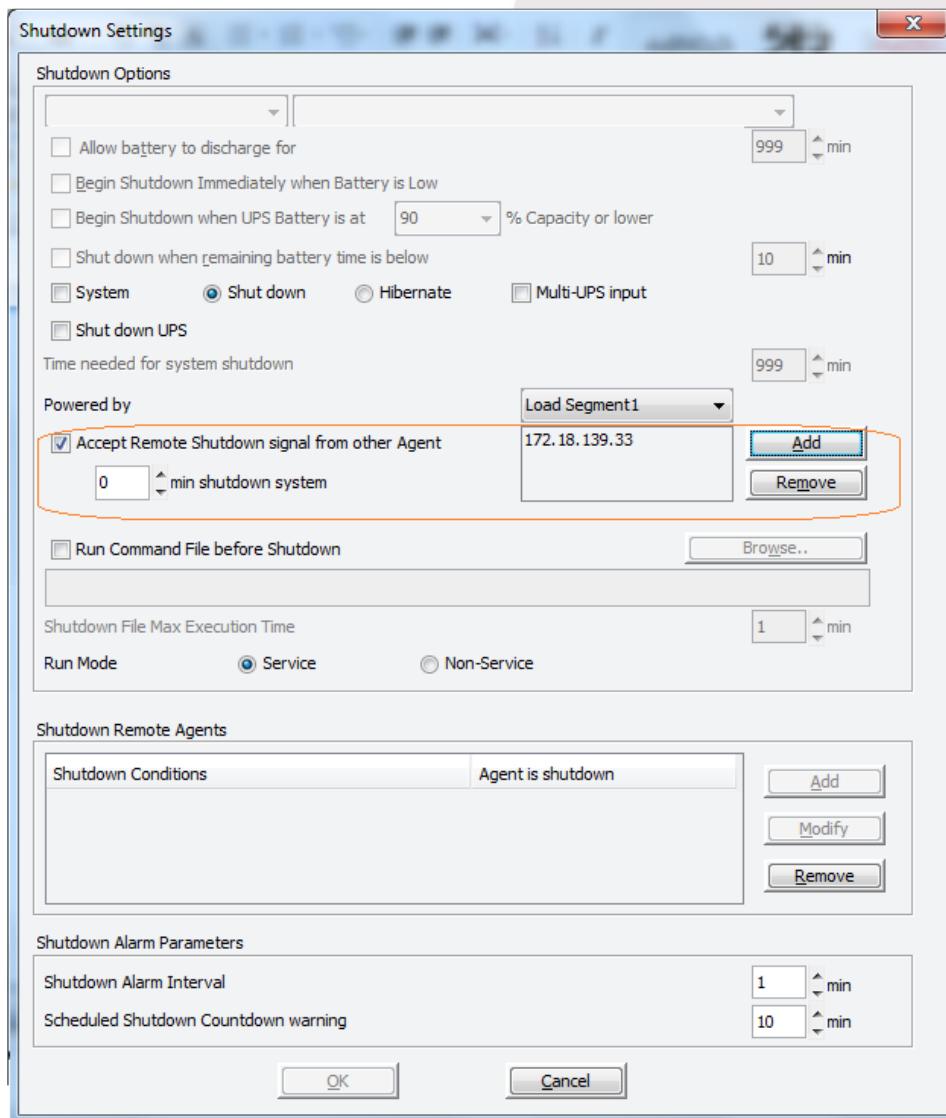 Shutdown Settings
Shutdown Options
Allow battery to discharge for 999 min
Begin Shutdown Immediately when Battery is Low
Begin Shutdown when UPS Battery is at 90 % Capacity or lower
Shut down when remaining battery time is below 10 min
System Shut down Hibernate Multi-UPS input
Shut down UPS
Time needed for system shutdown 999 min
Powered by Load Segment1
Accept Remote Shutdown signal from other Agent 172.18.139.33 Add
0 min shutdown system Remove
Run Command File before Shutdown Browse..
Shutdown File Max Execution Time 1 min
Run Mode Service Non-Service
Shutdown Remote Agents
Shutdown Conditions Agent is shutdown Add
Modify
Remove
Shutdown Alarm Parameters
Shutdown Alarm Interval 1 min
Scheduled Shutdown Countdown warning 10 min
OK Cancel